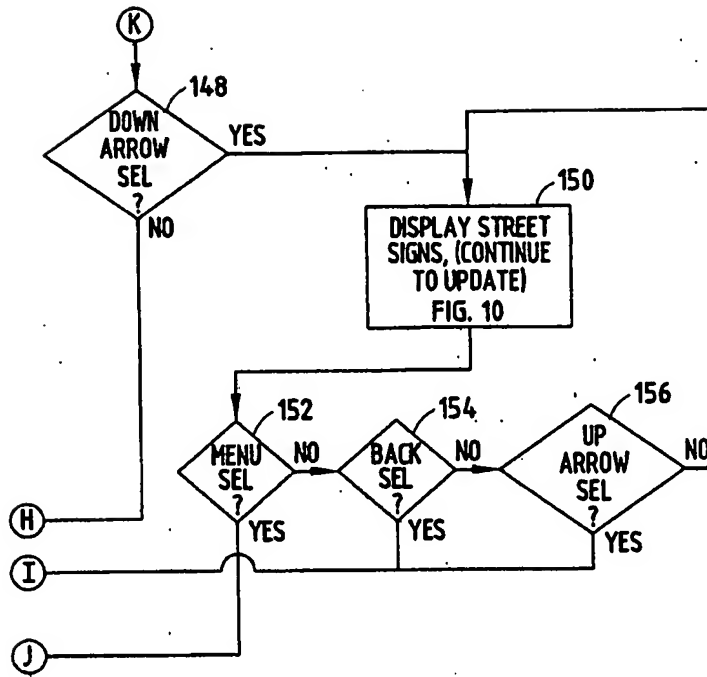 K
148
DOWN
ARROW
SEL
?
YES
NO
150
DISPLAY STREET
SIGNS, (CONTINUE
TO UPDATE)
FIG. 10
152
MENU
SEL
?
NO
YES
154
BACK
SEL
?
NO
YES
156
UP
ARROW
SEL
?
NO
YES
H
I
J